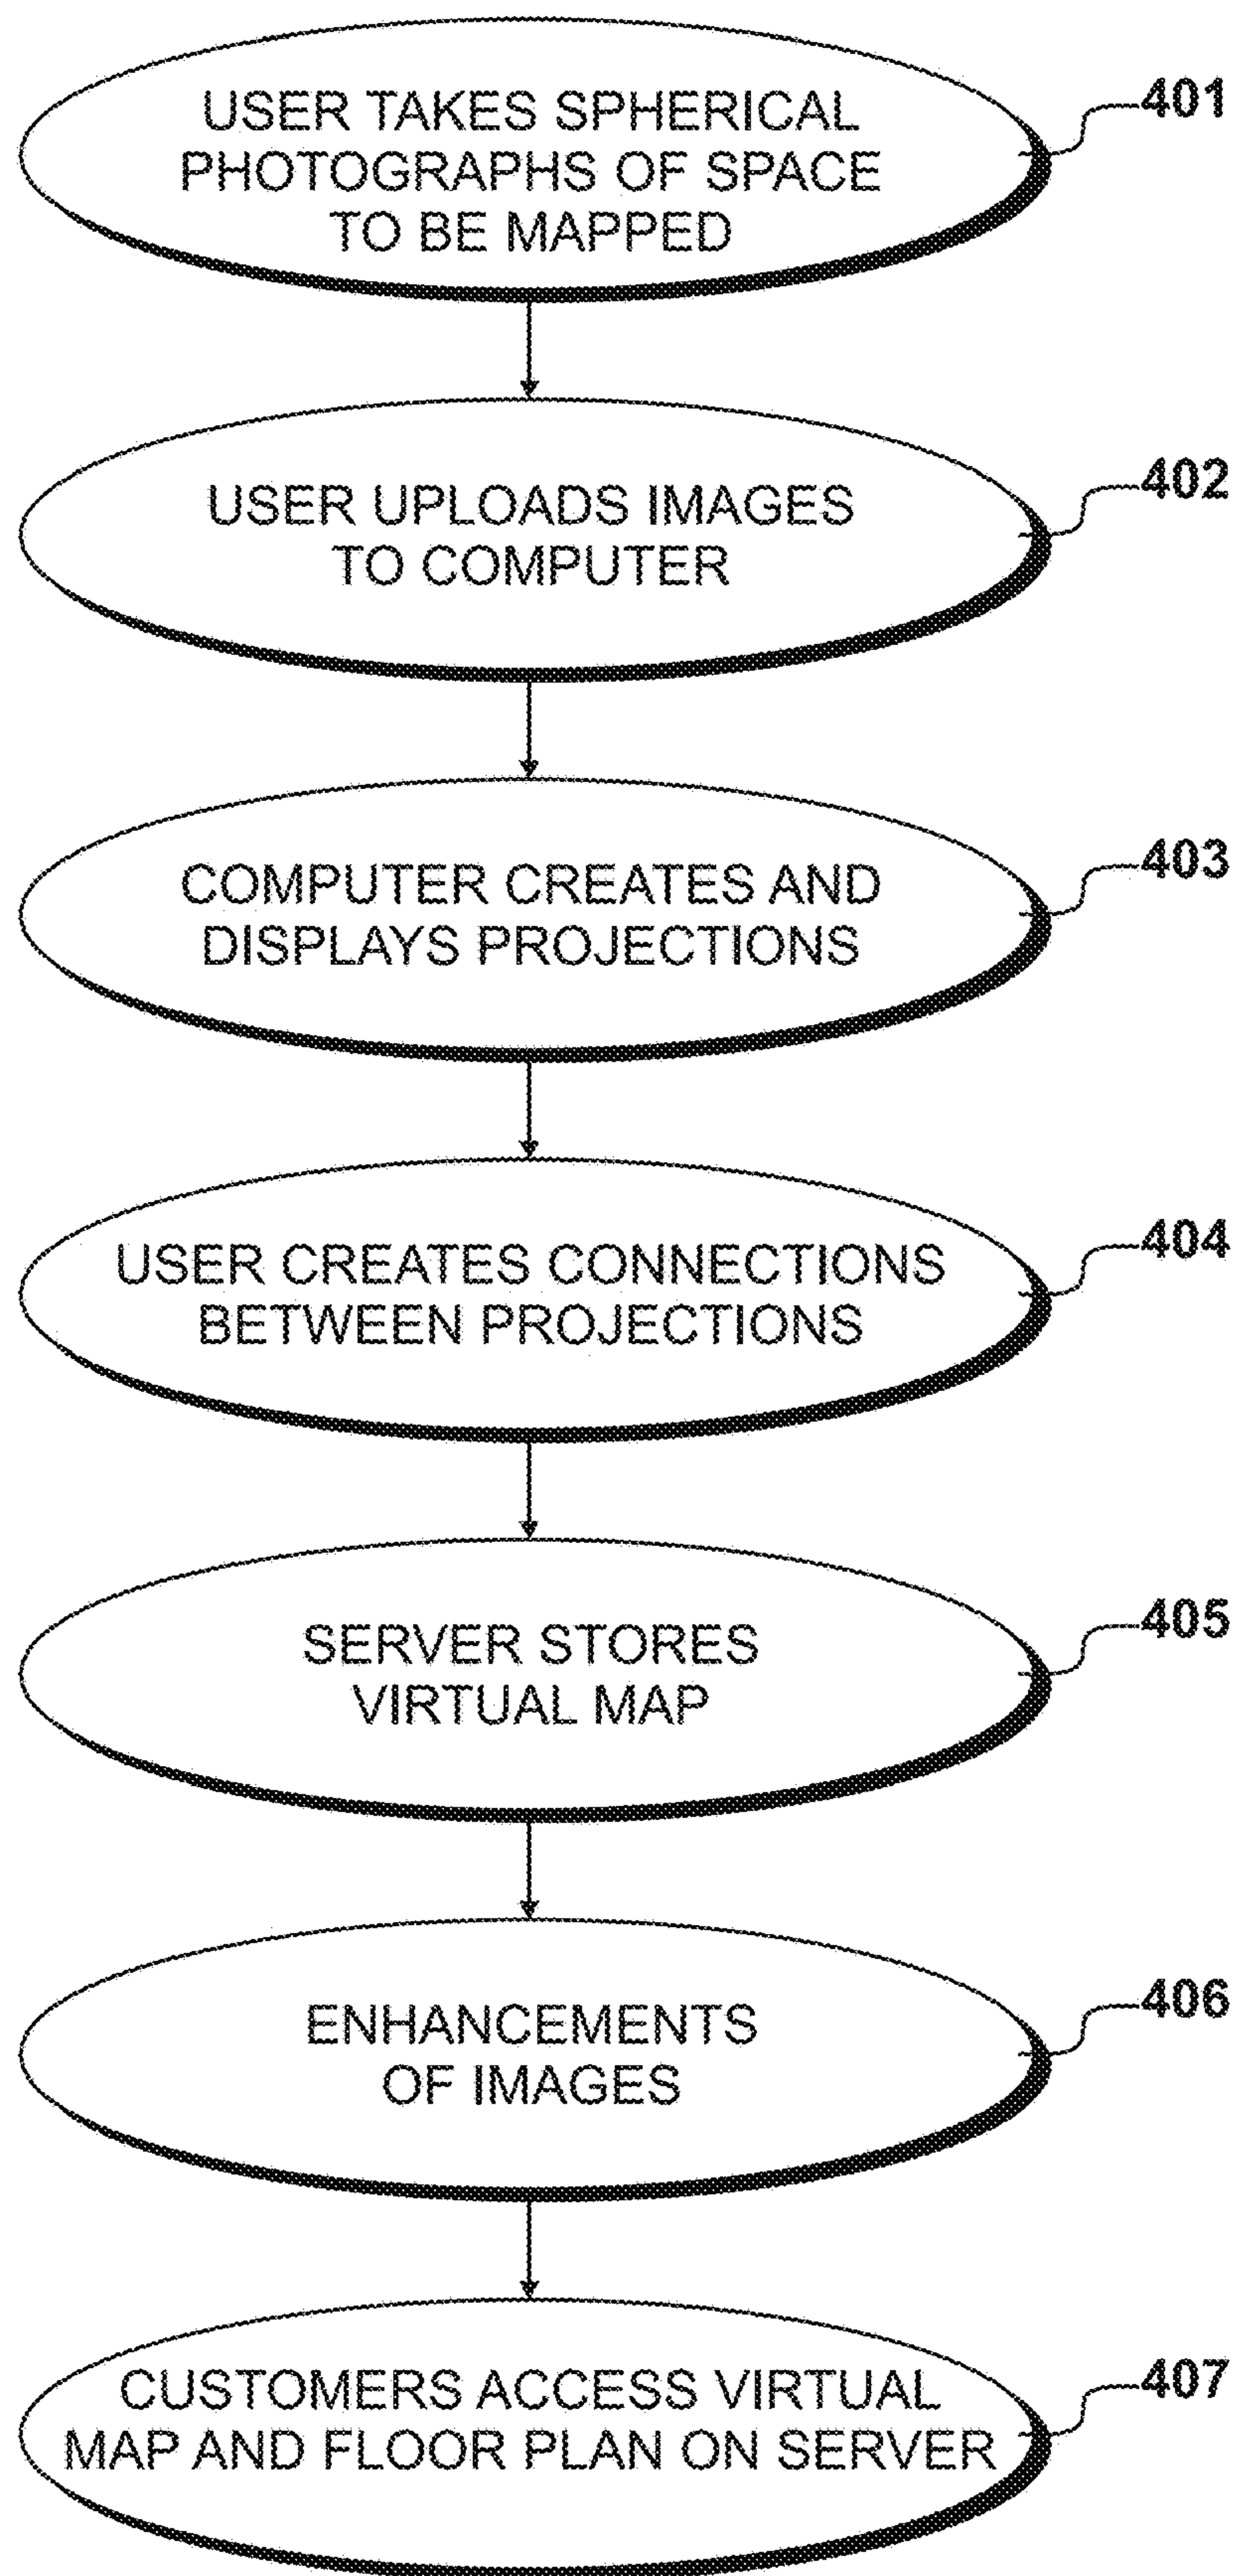 USER TAKES SPHERICAL
PHOTOGRAPHS OF SPACE
TO BE MAPPED
401
USER UPLOADS IMAGES
TO COMPUTER
402
COMPUTER CREATES AND
DISPLAYS PROJECTIONS
403
USER CREATES CONNECTIONS
BETWEEN PROJECTIONS
404
SERVER STORES
VIRTUAL MAP
405
ENHANCEMENTS
OF IMAGES
406
CUSTOMERS ACCESS VIRTUAL
MAP AND FLOOR PLAN ON SERVER
407